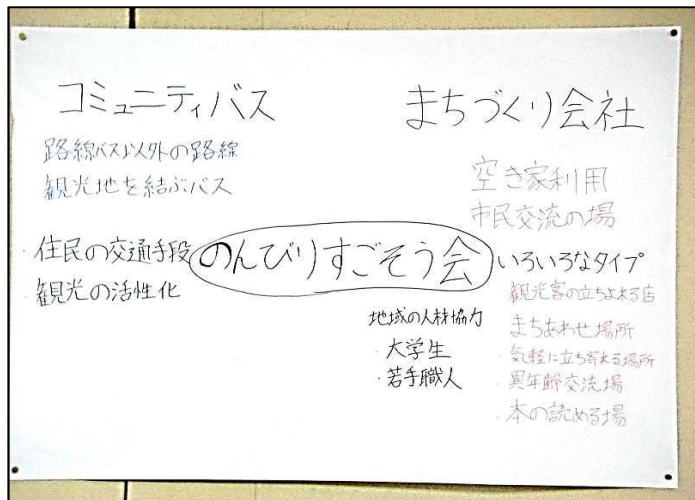 コミュニティバス
路線バス以外の路線
観光地を結ぶバス
・住民の交通手段
・観光の活性化
まちづくり会社
空き家利用
市民交流の場
のんびりすごそう会
いろいろなタイプ
観光客の立ちよれる店
・まちあわせ場所
・気軽に立ち寄れる場所
・異年齢交流場
・本の読める場
地域の人材協力
・大学生
・若手職人